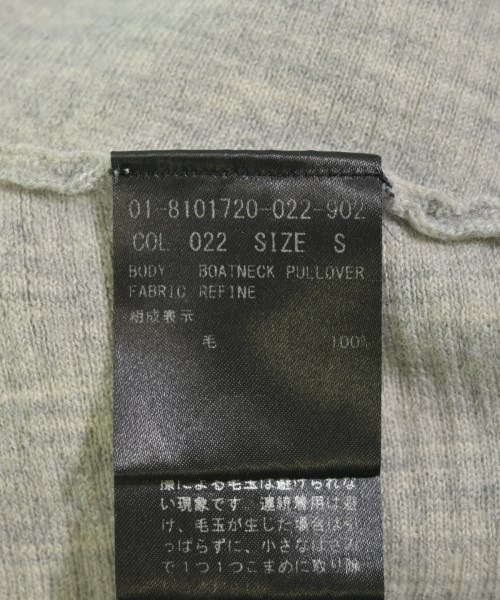 01-8101720-022-902
COL 022 SIZE S
BODY BOATNECK PULLOVER
FABRIC REFINE
組成表示
毛 100%
擦による毛玉は避けられな
い現象です。連続着用は避
け、毛玉が生じた場合は引
っぱらずに、小さなはさみ
で1つ1つこまめに取り除